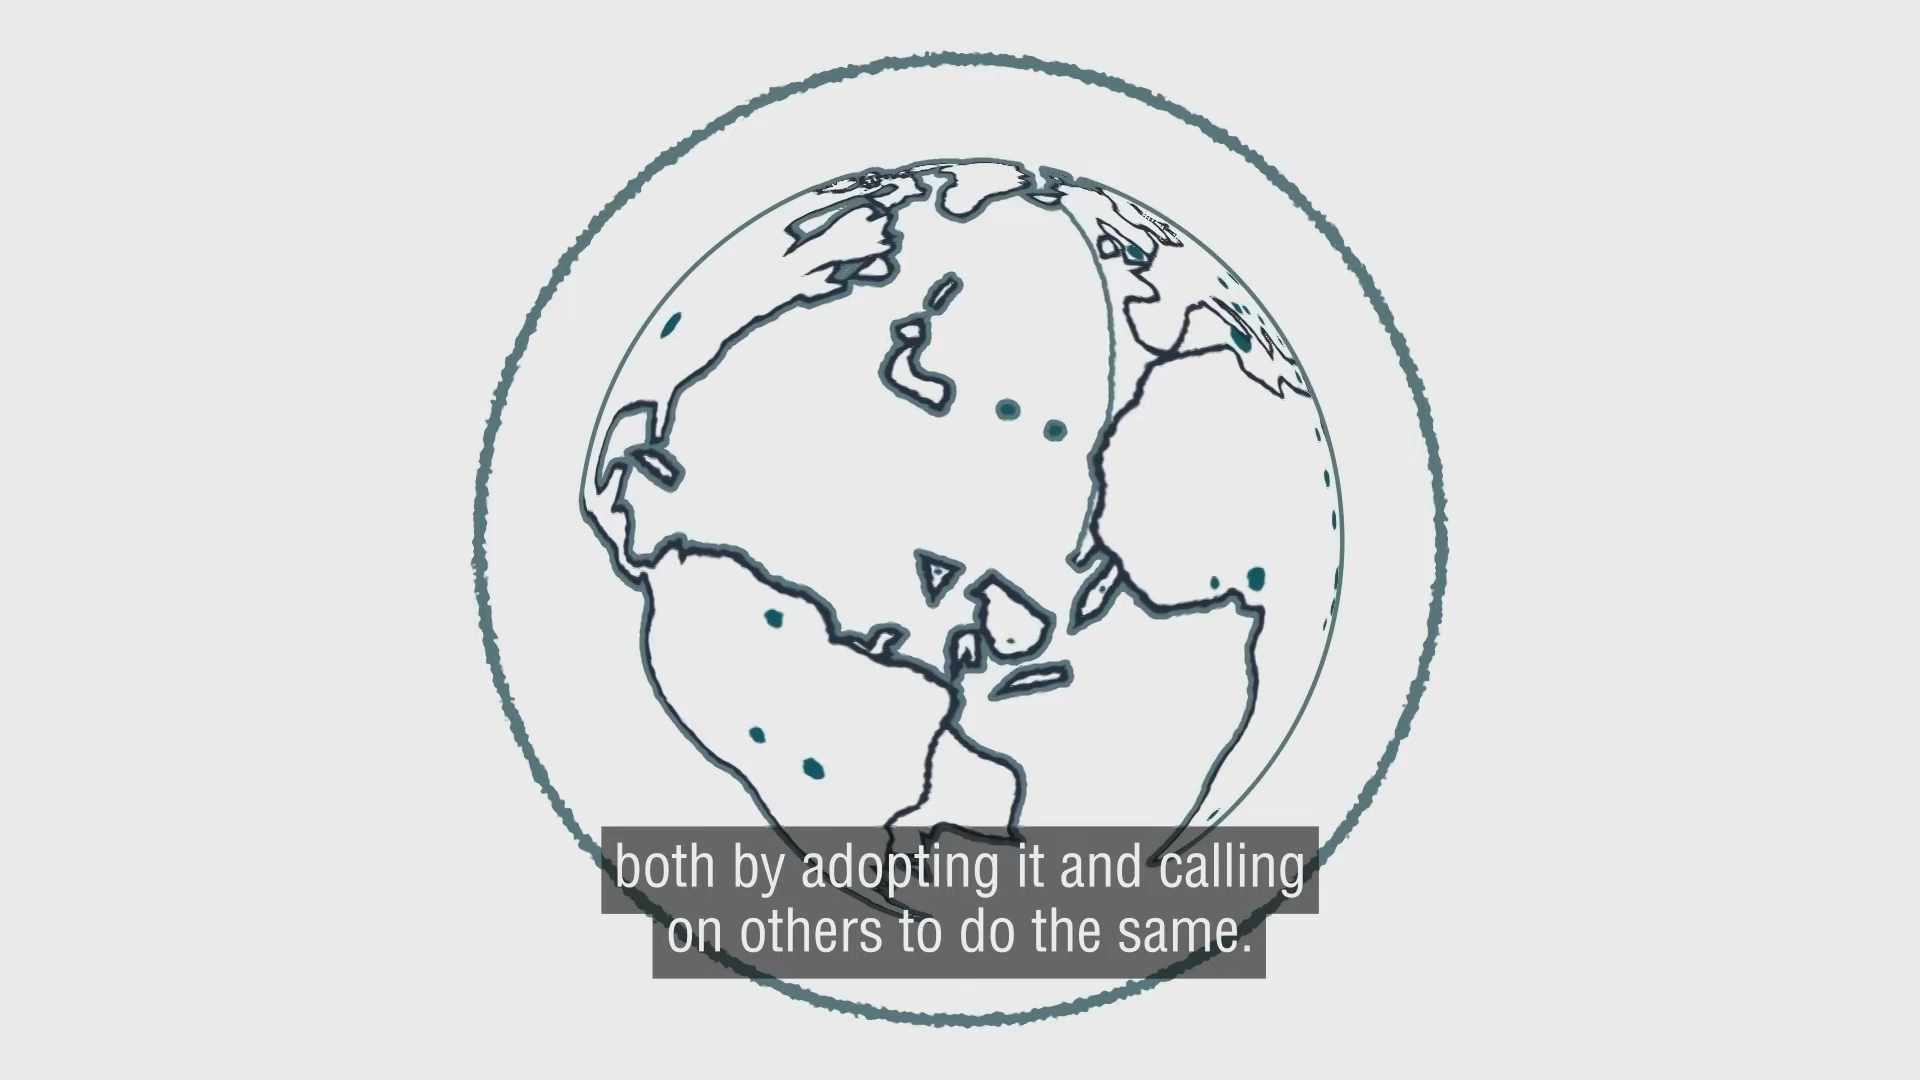 both by adopting it and calling
on others to do the same.